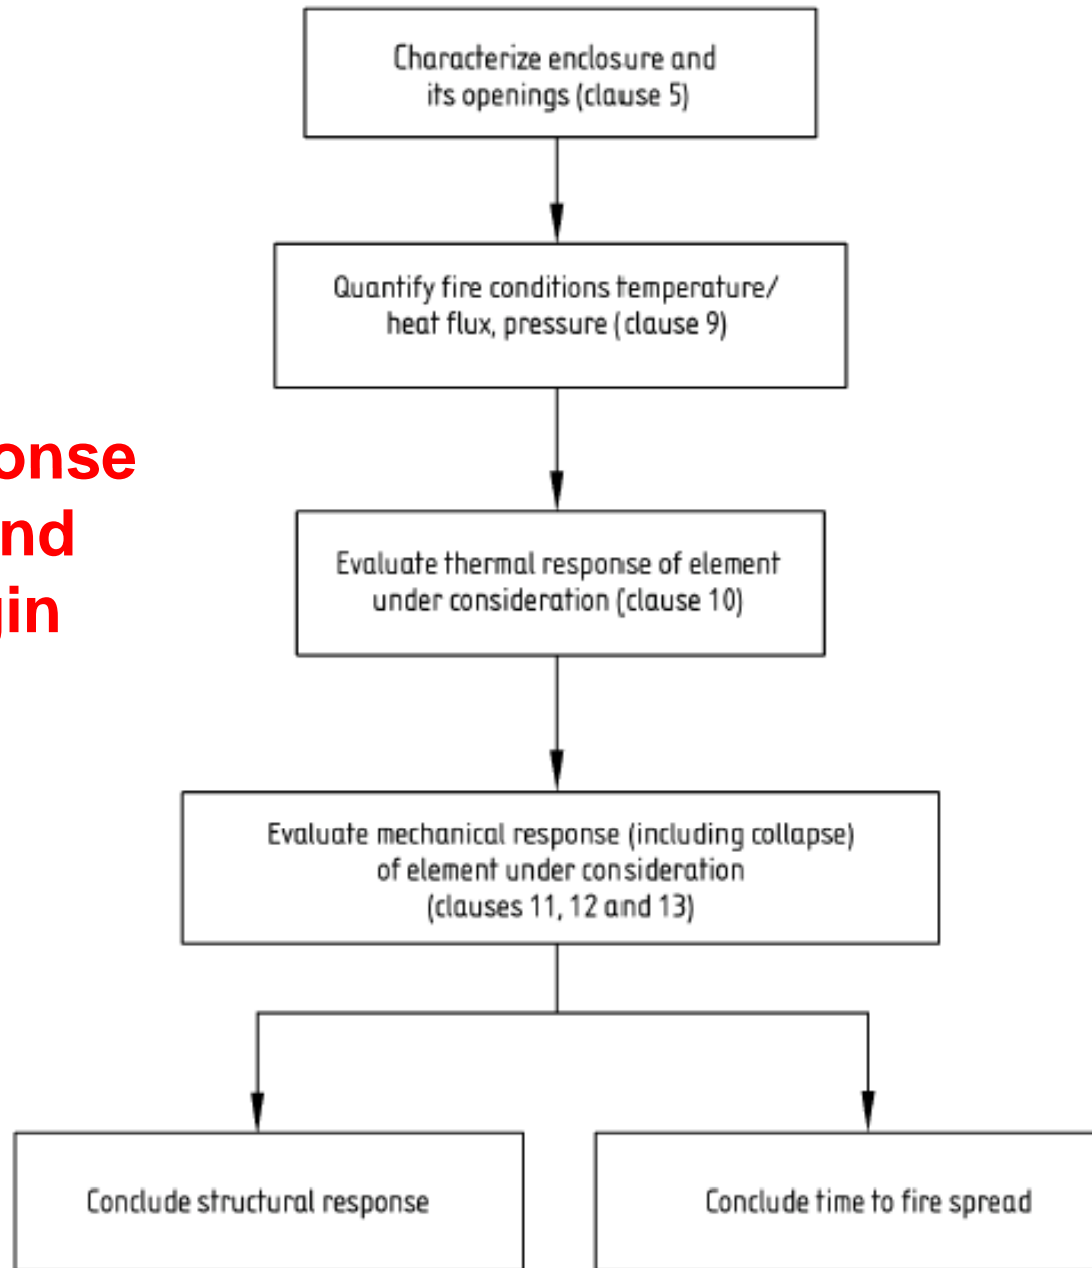 Characterize enclosure and
its openings (clause 5)
Quantify fire conditions temperature/
heat flux, pressure (clause 9)
onse
nd
gin
Evaluate thermal response of element
under consideration (clause 10)
Evaluate mechanical response (including collapse)
of element under consideration
(clauses 11, 12 and 13)
Conclude structural response
Conclude time to fire spread